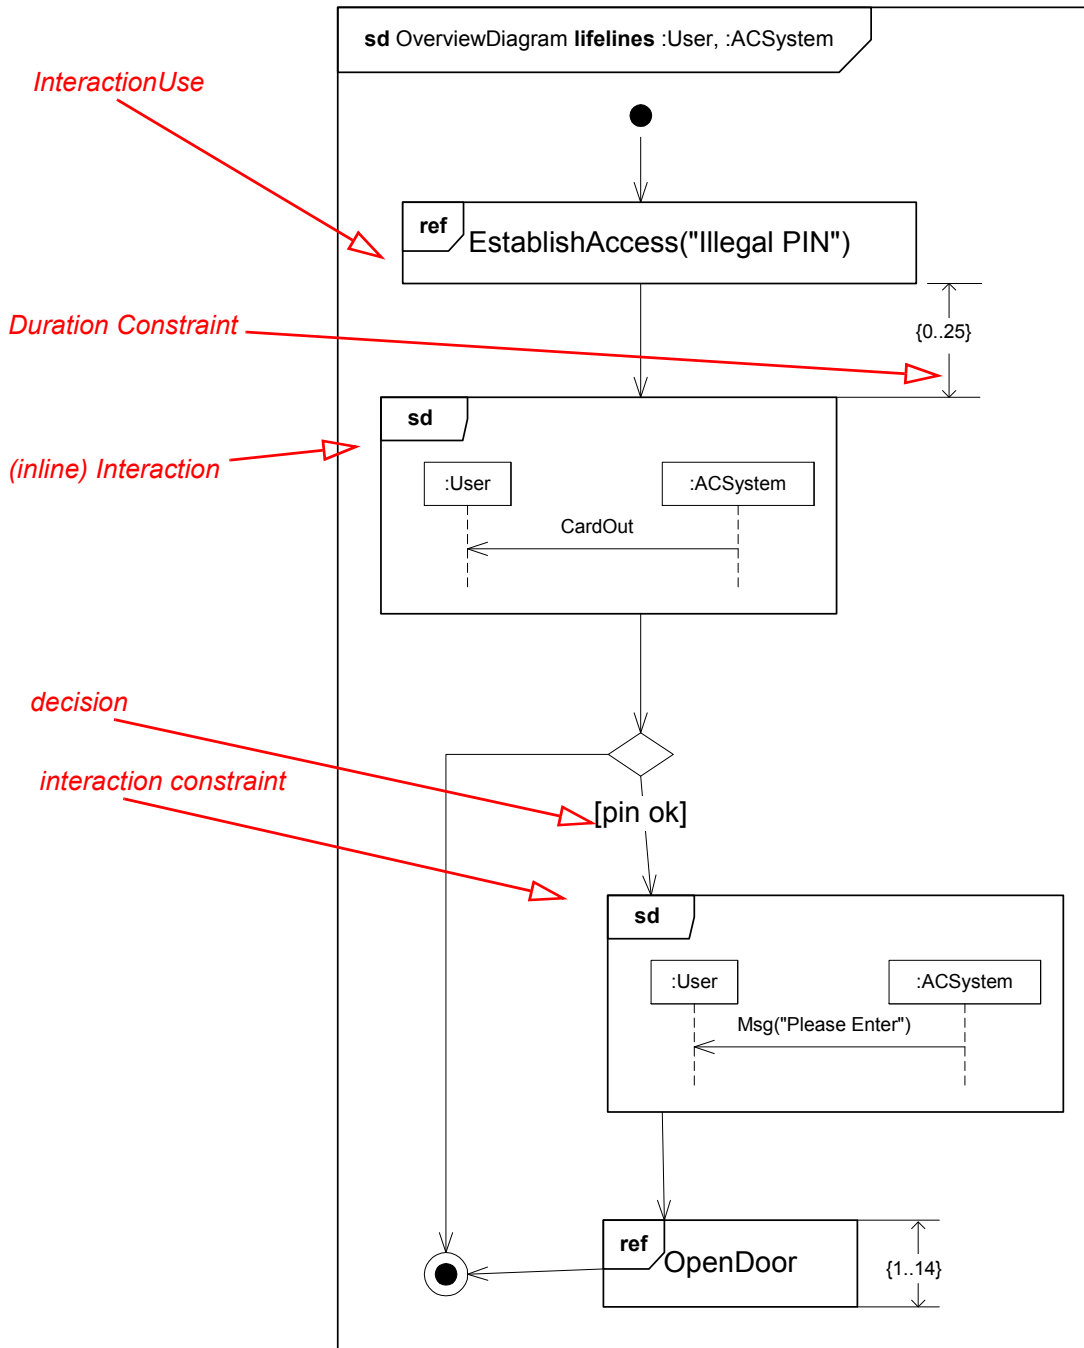 sd OverviewDiagram lifelines :User, :ACSystem
InteractionUse
ref
EstablishAccess("Illegal PIN")
Duration Constraint
{0..25}
sd
(inline) Interaction
:User
:ACSystem
CardOut
decision
interaction constraint
[pin ok]
sd
:User
:ACSystem
Msg("Please Enter")
ref
OpenDoor
{1..14}